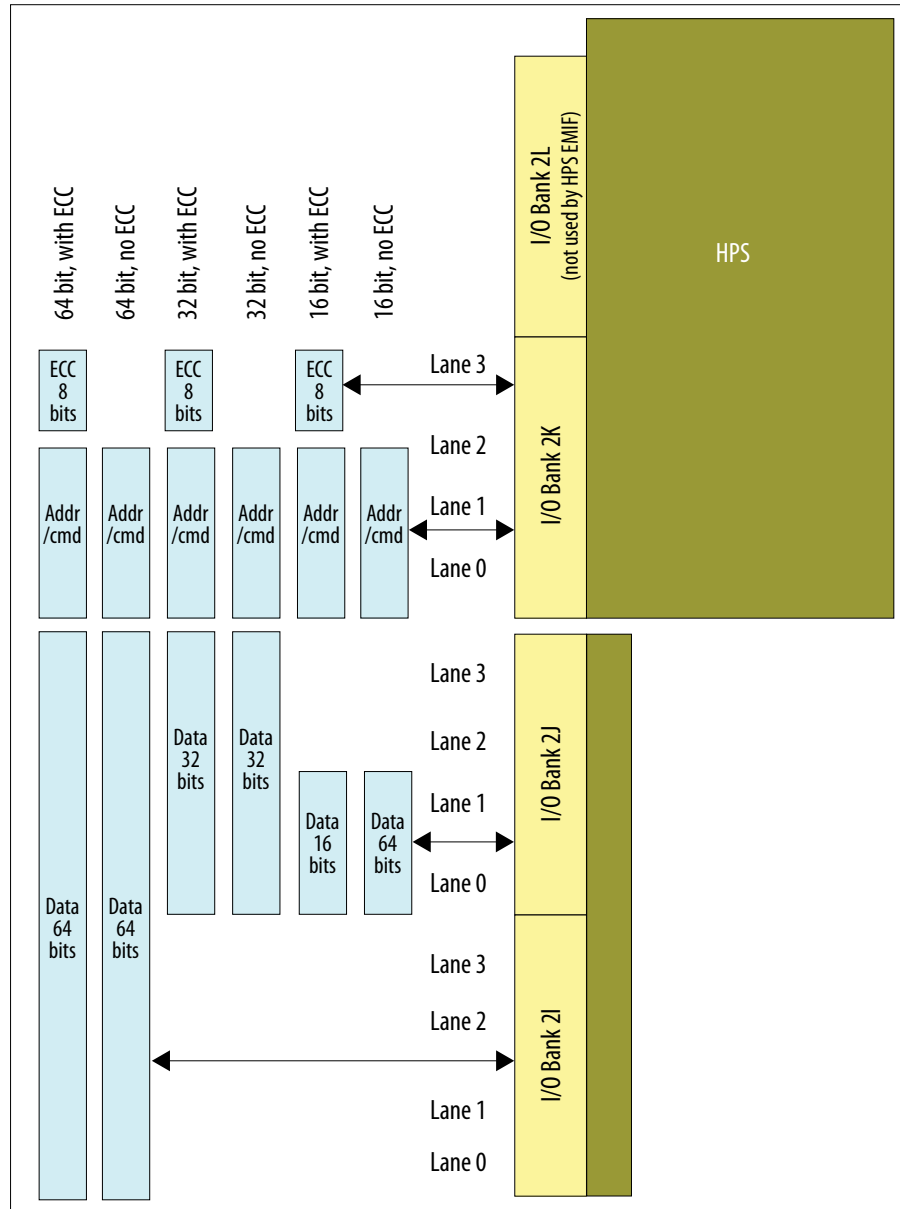 64 bit, with ECC
64 bit, no ECC
32 bit, with ECC
32 bit, no ECC
16 bit, with ECC
16 bit, no ECC
I/O Bank 2L
(not used by HPS EMIF)
HPS
ECC
8
bits
ECC
8
bits
ECC
8
bits
Lane 3
Lane 2
Lane 1
Lane 0
I/O Bank 2K
Addr
/cmd
Addr
/cmd
Addr
/cmd
Addr
/cmd
Addr
/cmd
Addr
/cmd
Lane 3
Lane 2
Lane 1
Lane 0
I/O Bank 2J
Data
32
bits
Data
32
bits
Data
16
bits
Data
64
bits
Data
64
bits
Data
64
bits
Lane 3
Lane 2
Lane 1
Lane 0
I/O Bank 2I